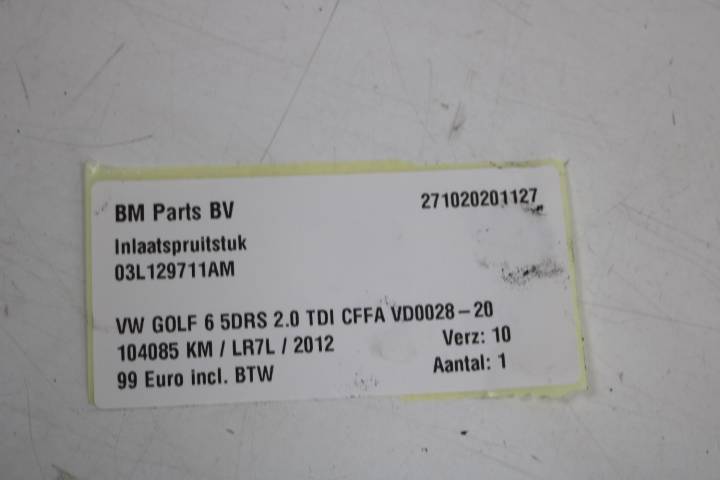 BM Parts BV 271020201127
Inlaatspruitstuk
03L129711AM
VW GOLF 6 5DRS 2.0 TDI CFFA VD0028-20
104085 KM / LR7L / 2012 Verz: 10
99 Euro incl. BTW Aantal: 1